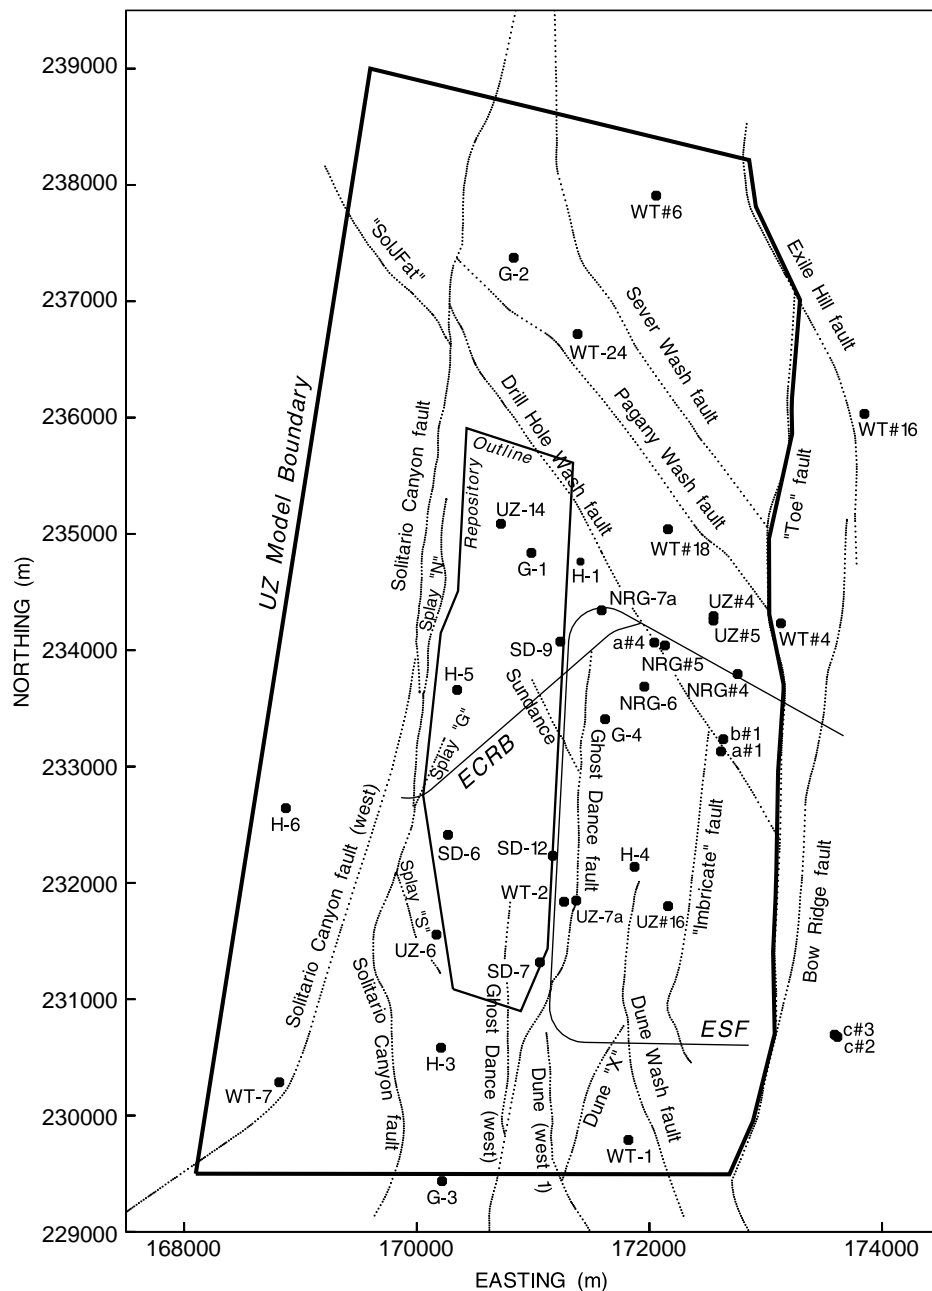 239000
238000
237000
236000
235000
234000
233000
232000
231000
230000
229000
NORTHING (m)
168000
170000
172000
174000
EASTING (m)
UZ Model Boundary
"SolJFat"
WT#6
G-2
WT-24
Exile Hill fault
Sever Wash fault
Pagany Wash fault
Drill Hole Wash fault
Solitario Canyon fault
WT#16
Repository
Outline
"Toe" fault
UZ-14
WT#18
G-1
H-1
Splay "N"
NRG-7a
UZ#4
UZ#5
WT#4
SD-9
a#4
NRG#5
NRG#4
H-5
NRG-6
Sundance
G-4
Splay "G"
ECRB
b#1
a#1
Ghost Dance fault
H-6
SD-6
SD-12
H-4
"Imbricate" fault
Solitario Canyon fault (west)
WT-2
UZ-7a
UZ#16
Splay "S"
UZ-6
Bow Ridge fault
SD-7
Solitario Canyon fault
Ghost Dance (west)
ESF
c#3
c#2
H-3
Dune Wash fault
Dune "X"
WT-7
Dune (west 1)
WT-1
G-3